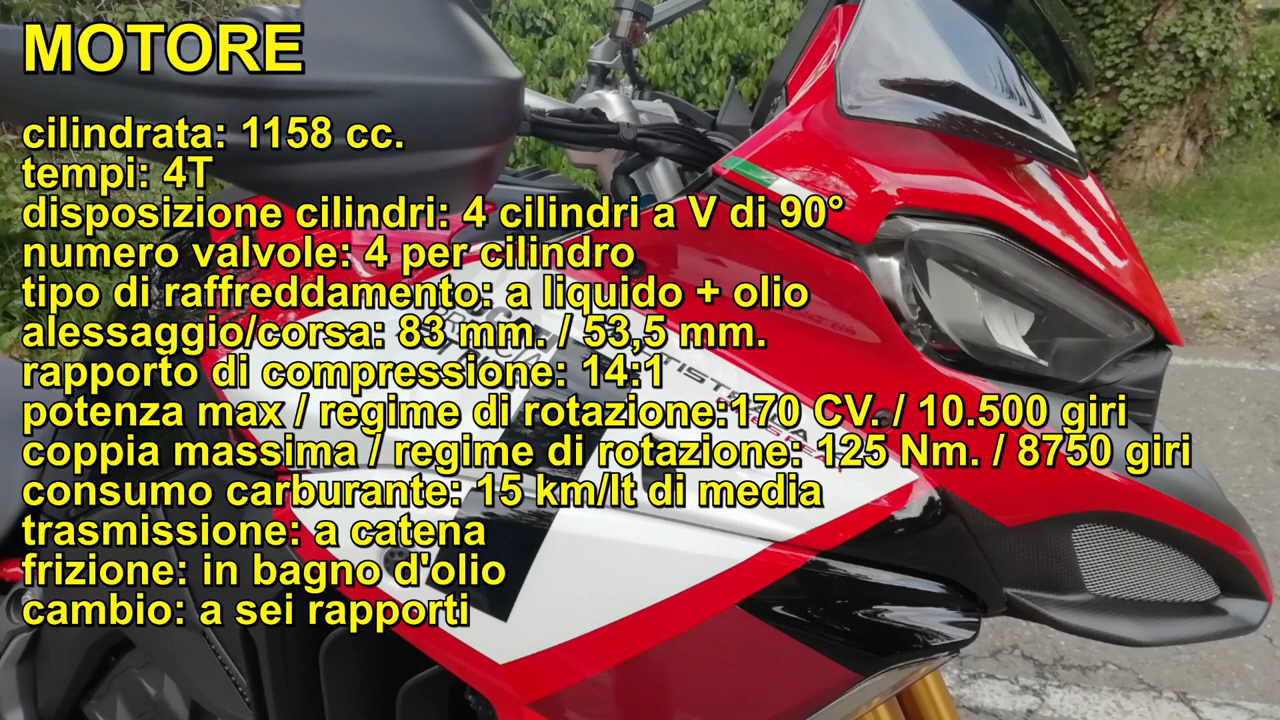 MOTORE
cilindrata: 1158 cc.
tempi: 4T
disposizione cilindri: 4 cilindri a V di 90°
numero valvole: 4 per cilindro
tipo di raffreddamento: a liquido + olio
alessaggio/corsa: 83 mm. / 53,5 mm.
rapporto di compressione: 14:1
potenza max / regime di rotazione:170 CV. / 10.500 giri
coppia massima / regime di rotazione: 125 Nm. / 8750 giri
consumo carburante: 15 km/lt di media
trasmissione: a catena
frizione: in bagno d'olio
cambio: a sei rapporti